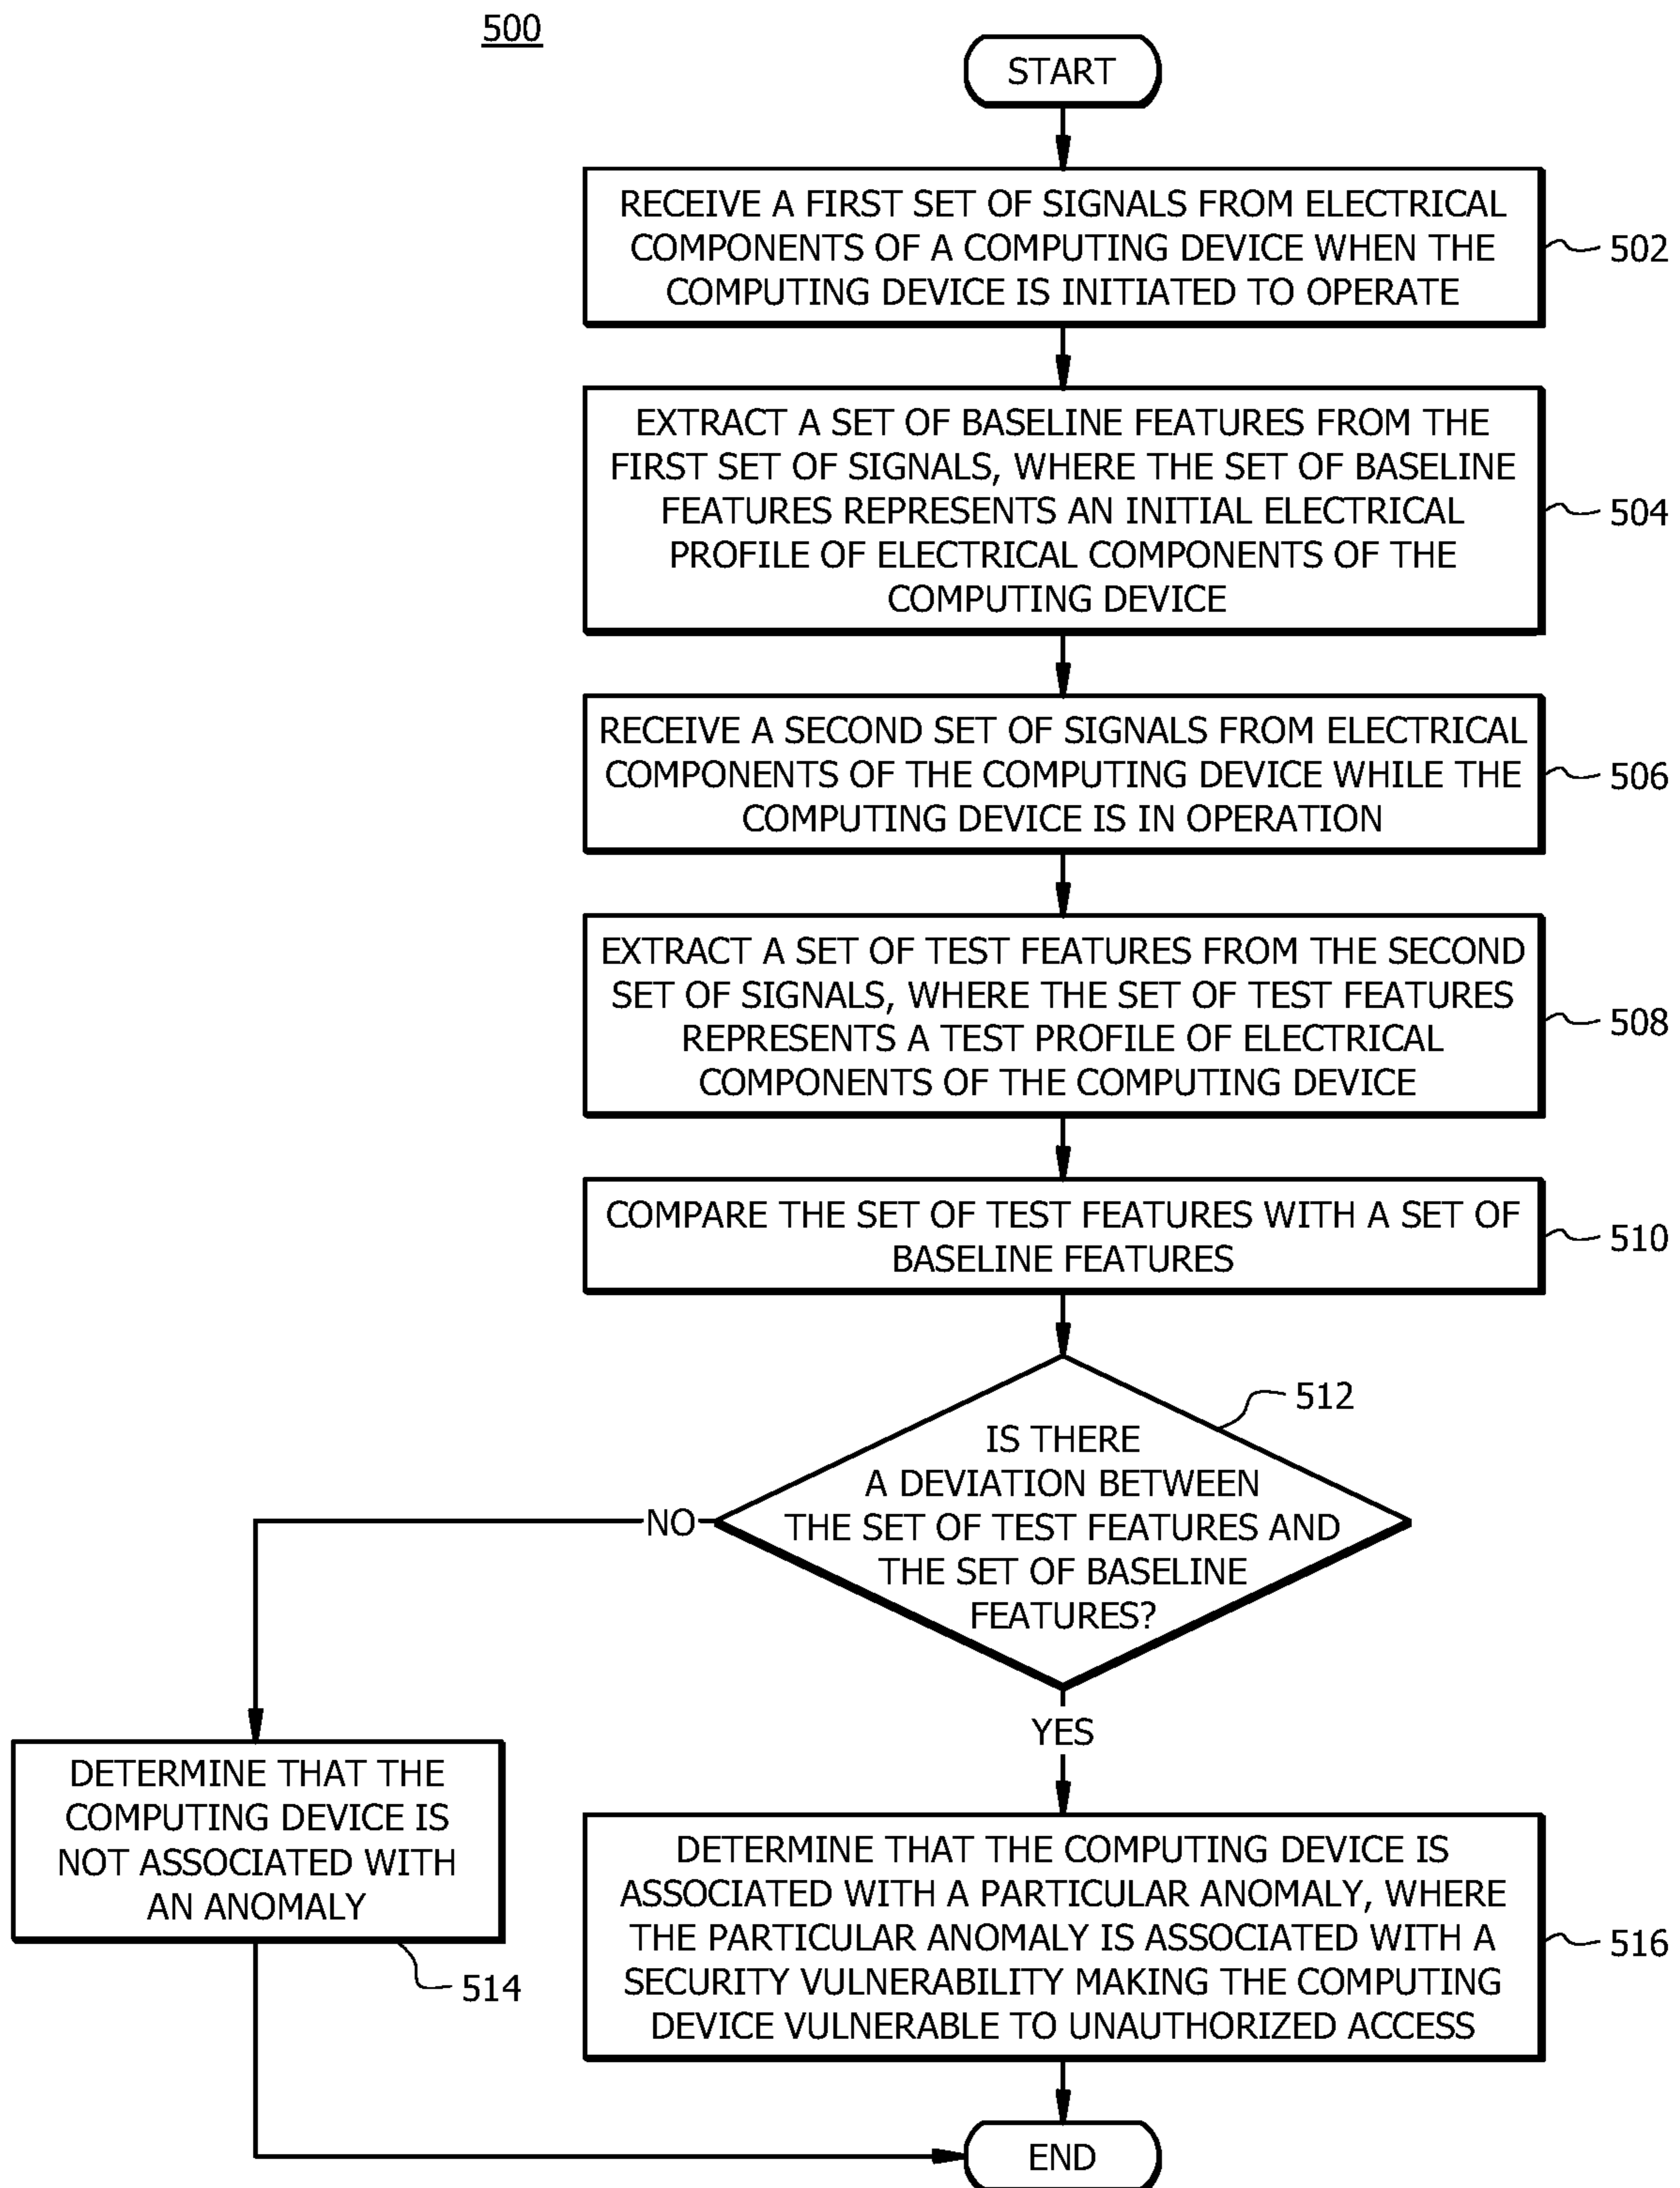 500
START
RECEIVE A FIRST SET OF SIGNALS FROM ELECTRICAL
COMPONENTS OF A COMPUTING DEVICE WHEN THE
COMPUTING DEVICE IS INITIATED TO OPERATE
502
EXTRACT A SET OF BASELINE FEATURES FROM THE
FIRST SET OF SIGNALS, WHERE THE SET OF BASELINE
FEATURES REPRESENTS AN INITIAL ELECTRICAL
PROFILE OF ELECTRICAL COMPONENTS OF THE
COMPUTING DEVICE
504
RECEIVE A SECOND SET OF SIGNALS FROM ELECTRICAL
COMPONENTS OF THE COMPUTING DEVICE WHILE THE
COMPUTING DEVICE IS IN OPERATION
506
EXTRACT A SET OF TEST FEATURES FROM THE SECOND
SET OF SIGNALS, WHERE THE SET OF TEST FEATURES
REPRESENTS A TEST PROFILE OF ELECTRICAL
COMPONENTS OF THE COMPUTING DEVICE
508
COMPARE THE SET OF TEST FEATURES WITH A SET OF
BASELINE FEATURES
510
512
IS THERE
A DEVIATION BETWEEN
THE SET OF TEST FEATURES AND
THE SET OF BASELINE
FEATURES?
NO
YES
DETERMINE THAT THE
COMPUTING DEVICE IS
NOT ASSOCIATED WITH
AN ANOMALY
514
DETERMINE THAT THE COMPUTING DEVICE IS
ASSOCIATED WITH A PARTICULAR ANOMALY, WHERE
THE PARTICULAR ANOMALY IS ASSOCIATED WITH A
SECURITY VULNERABILITY MAKING THE COMPUTING
DEVICE VULNERABLE TO UNAUTHORIZED ACCESS
516
END